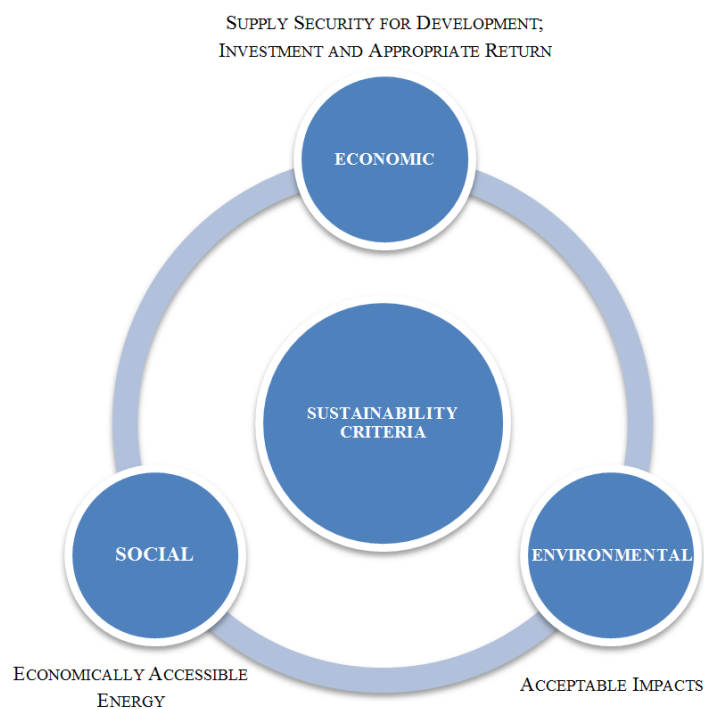 SUPPLY SECURITY FOR DEVELOPMENT;
INVESTMENT AND APPROPRIATE RETURN
ECONOMIC
SUSTAINABILITY
CRITERIA
SOCIAL
ENVIRONMENTAL
ECONOMICALLY ACCESSIBLE
ENERGY
ACCEPTABLE IMPACTS